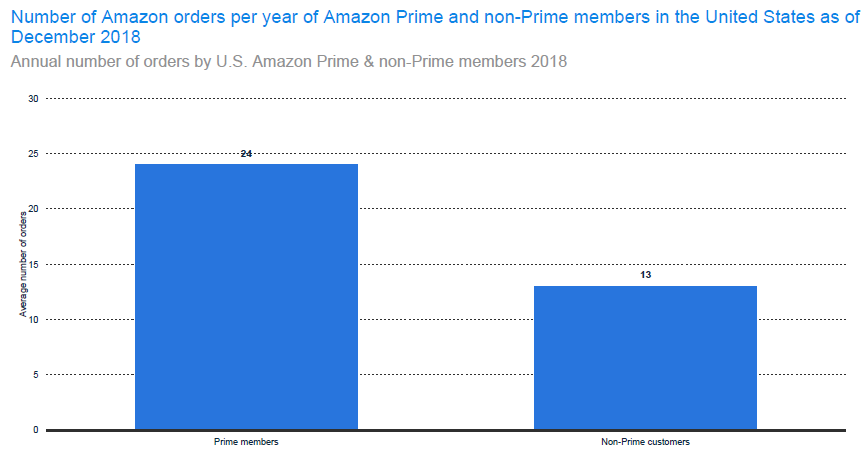 Number of Amazon orders per year of Amazon Prime and non-Prime members in the United States as of
December 2018
Annual number of orders by U.S. Amazon Prime & non-Prime members 2018
30
25
20
15
10
5
0
Average number of orders
24
13
Prime members
Non-Prime customers